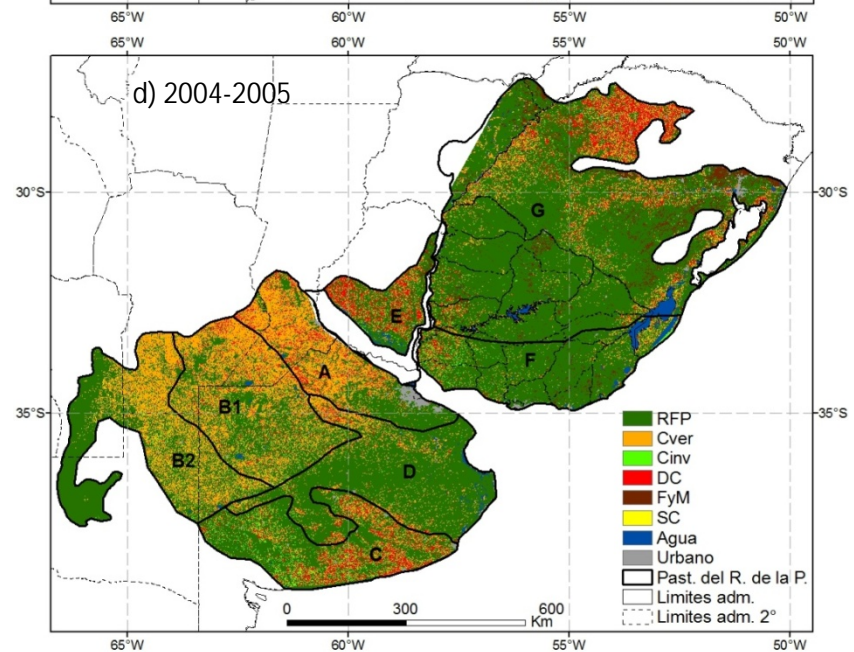 65°W 60°W 55°W 50°W
65°W 60°W 55°W 50°W
d) 2004-2005
30°S 30°S
G
E
A
F
B1
35°S 35°S
B2
D
C
RFP
Cver
Cinv
DC
FyM
SC
Agua
Urbano
Past. del R. de la P.
Limites adm.
Limites adm. 2°
0 300 600
Km
65°W 60°W 55°W 50°W